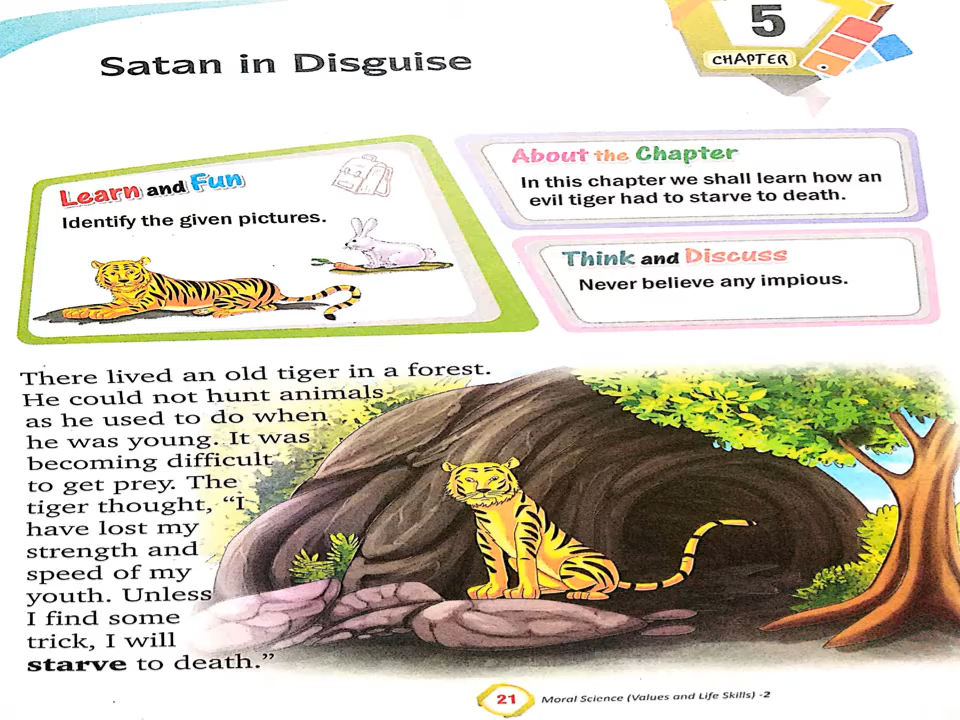 5
CHAPTER
Satan in Disguise
Learn and Fun
Identify the given pictures.
About the Chapter
In this chapter we shall learn how an
evil tiger had to starve to death.
Think and Discuss
Never believe any impious.
There lived an old tiger in a forest.
He could not hunt animals
as he used to do when
he was young. It was
becoming difficult
to get prey. The
tiger thought, “I
have lost my
strength and
speed of my
youth. Unless
I find some
trick, I will
starve to death.”
21 Moral Science (Values and Life Skills) -2